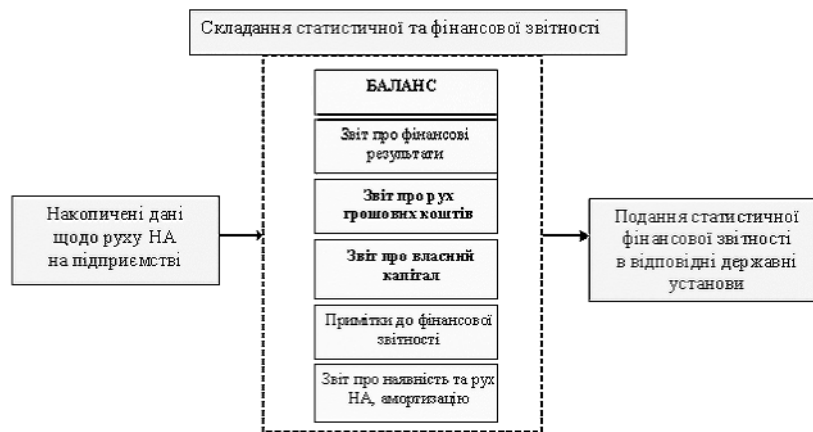 Складання статистичної та фінансової звітності
БАЛАНС
Звіт про фінансові
результати
Звіт про рух
грошових коштів
Звіт про власний
капітал
Примітки до фінансової
звітності
Звіт про наявність та рух
НА, амортизацію
Накопичені дані
щодо руху НА
на підприємстві
Подання статистичної
фінансової звітності
в відповідні державні
установи